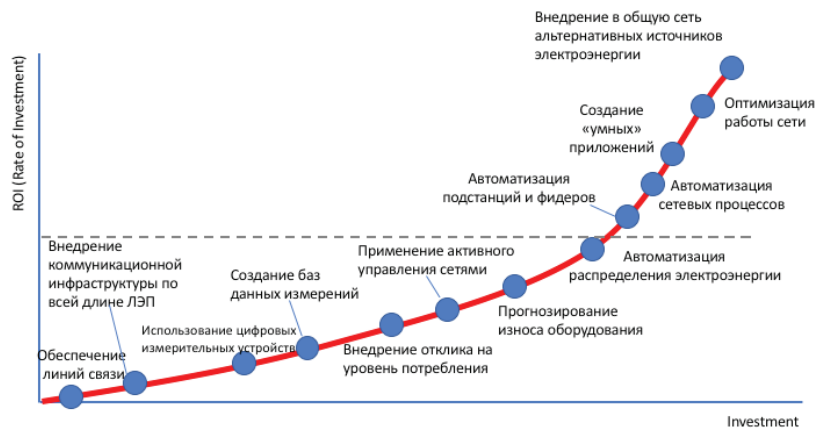 Внедрение в общую сеть
альтернативных источников
электроэнергии
ROI (Rate of Investment)
Оптимизация
работы сети
Создание
«умных»
приложений
Автоматизация
подстанций и фидеров
Автоматизация
сетевых процессов
Внедрение
коммуникационной
инфраструктуры по
всей длине ЛЭП
Применение активного
управления сетями
Создание баз
данных измерений
Автоматизация
распределения электроэнергии
Прогнозирование
износа оборудования
Использование цифровых
измерительных устройств
Внедрение отклика на
уровень потребления
Обеспечение
линий связи
Investment